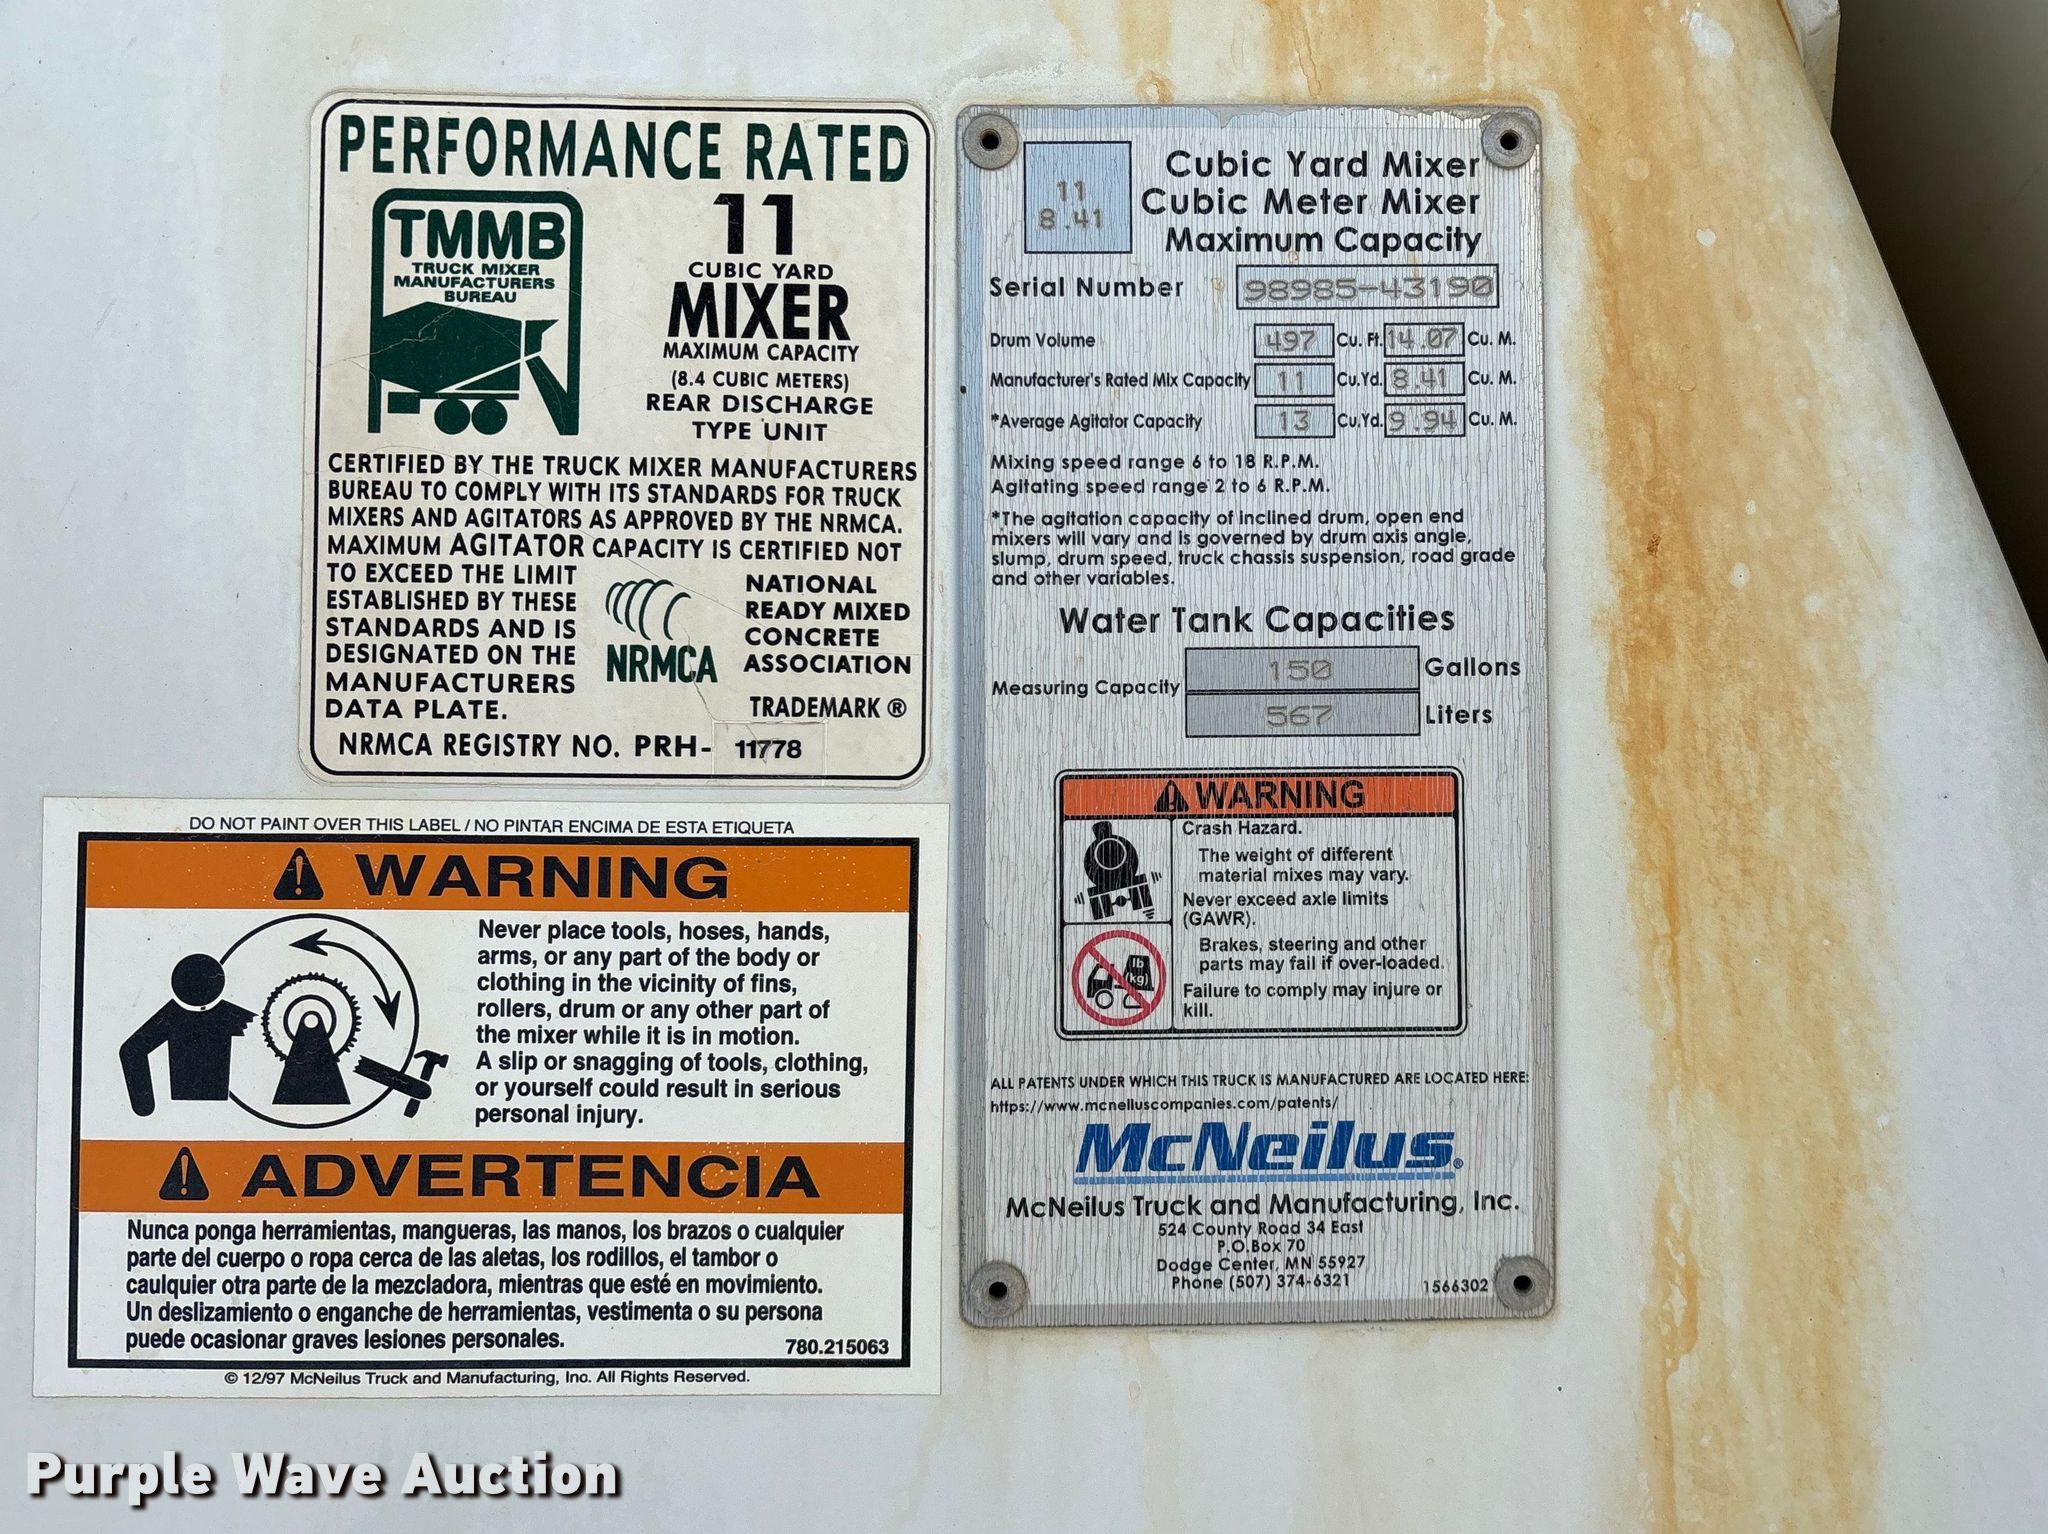 PERFORMANCE RATED
TMMB
TRUCK MIXER
MANUFACTURERS
BUREAU
11
CUBIC YARD
MIXER
MAXIMUM CAPACITY
(8.4 CUBIC METERS)
REAR DISCHARGE
TYPE UNIT
CERTIFIED BY THE TRUCK MIXER MANUFACTURERS
BUREAU TO COMPLY WITH ITS STANDARDS FOR TRUCK
MIXERS AND AGITATORS AS APPROVED BY THE NRMCA.
MAXIMUM AGITATOR CAPACITY IS CERTIFIED NOT
TO EXCEED THE LIMIT
ESTABLISHED BY THESE
STANDARDS AND IS
DESIGNATED ON THE
MANUFACTURERS
DATA PLATE.
NRMCA
NATIONAL
READY MIXED
CONCRETE
ASSOCIATION
TRADEMARK ®
NRMCA REGISTRY NO. PRH- 11778
DO NOT PAINT OVER THIS LABEL / NO PINTAR ENCIMA DE ESTA ETIQUETA
WARNING
Never place tools, hoses, hands,
arms, or any part of the body or
clothing in the vicinity of fins,
rollers, drum or any other part of
the mixer while it is in motion.
A slip or snagging of tools, clothing,
or yourself could result in serious
personal injury.
ADVERTENCIA
Nunca ponga herramientas, mangueras, las manos, los brazos o cualquier
parte del cuerpo o ropa cerca de las aletas, los rodillos, el tambor o
caulquier otra parte de la mezcladora, mientras que esté en movimiento.
Un deslizamiento o enganche de herramientas, vestimenta o su persona
puede ocasionar graves lesiones personales.
780.215063
© 12/97 McNeilus Truck and Manufacturing, Inc. All Rights Reserved.
11
8.41
Cubic Yard Mixer
Cubic Meter Mixer
Maximum Capacity
Serial Number 98985-43190
Drum Volume 497 Cu. Ft. 14.07 Cu. M.
Manufacturer's Rated Mix Capacity 11 Cu.Yd. 8.41 Cu. M.
*Average Agitator Capacity 13 Cu.Yd. 9.94 Cu. M.
Mixing speed range 6 to 18 R.P.M.
Agitating speed range 2 to 6 R.P.M.
*The agitation capacity of inclined drum, open end
mixers will vary and is governed by drum axis angle,
slump, drum speed, truck chassis suspension, road grade
and other variables.
Water Tank Capacities
Measuring Capacity
150 Gallons
567 Liters
WARNING
Crash Hazard.
The weight of different
material mixes may vary.
Never exceed axle limits
(GAWR).
Brakes, steering and other
parts may fail if over-loaded.
Failure to comply may injure or
kill.
lb
(kg)
ALL PATENTS UNDER WHICH THIS TRUCK IS MANUFACTURED ARE LOCATED HERE:
https://www.mcneiluscompanies.com/patents/
McNeilus®
McNeilus Truck and Manufacturing, Inc.
524 County Road 34 East
P.O.Box 70
Dodge Center, MN 55927
Phone (507) 374-6321
1566302
Purple Wave Auction